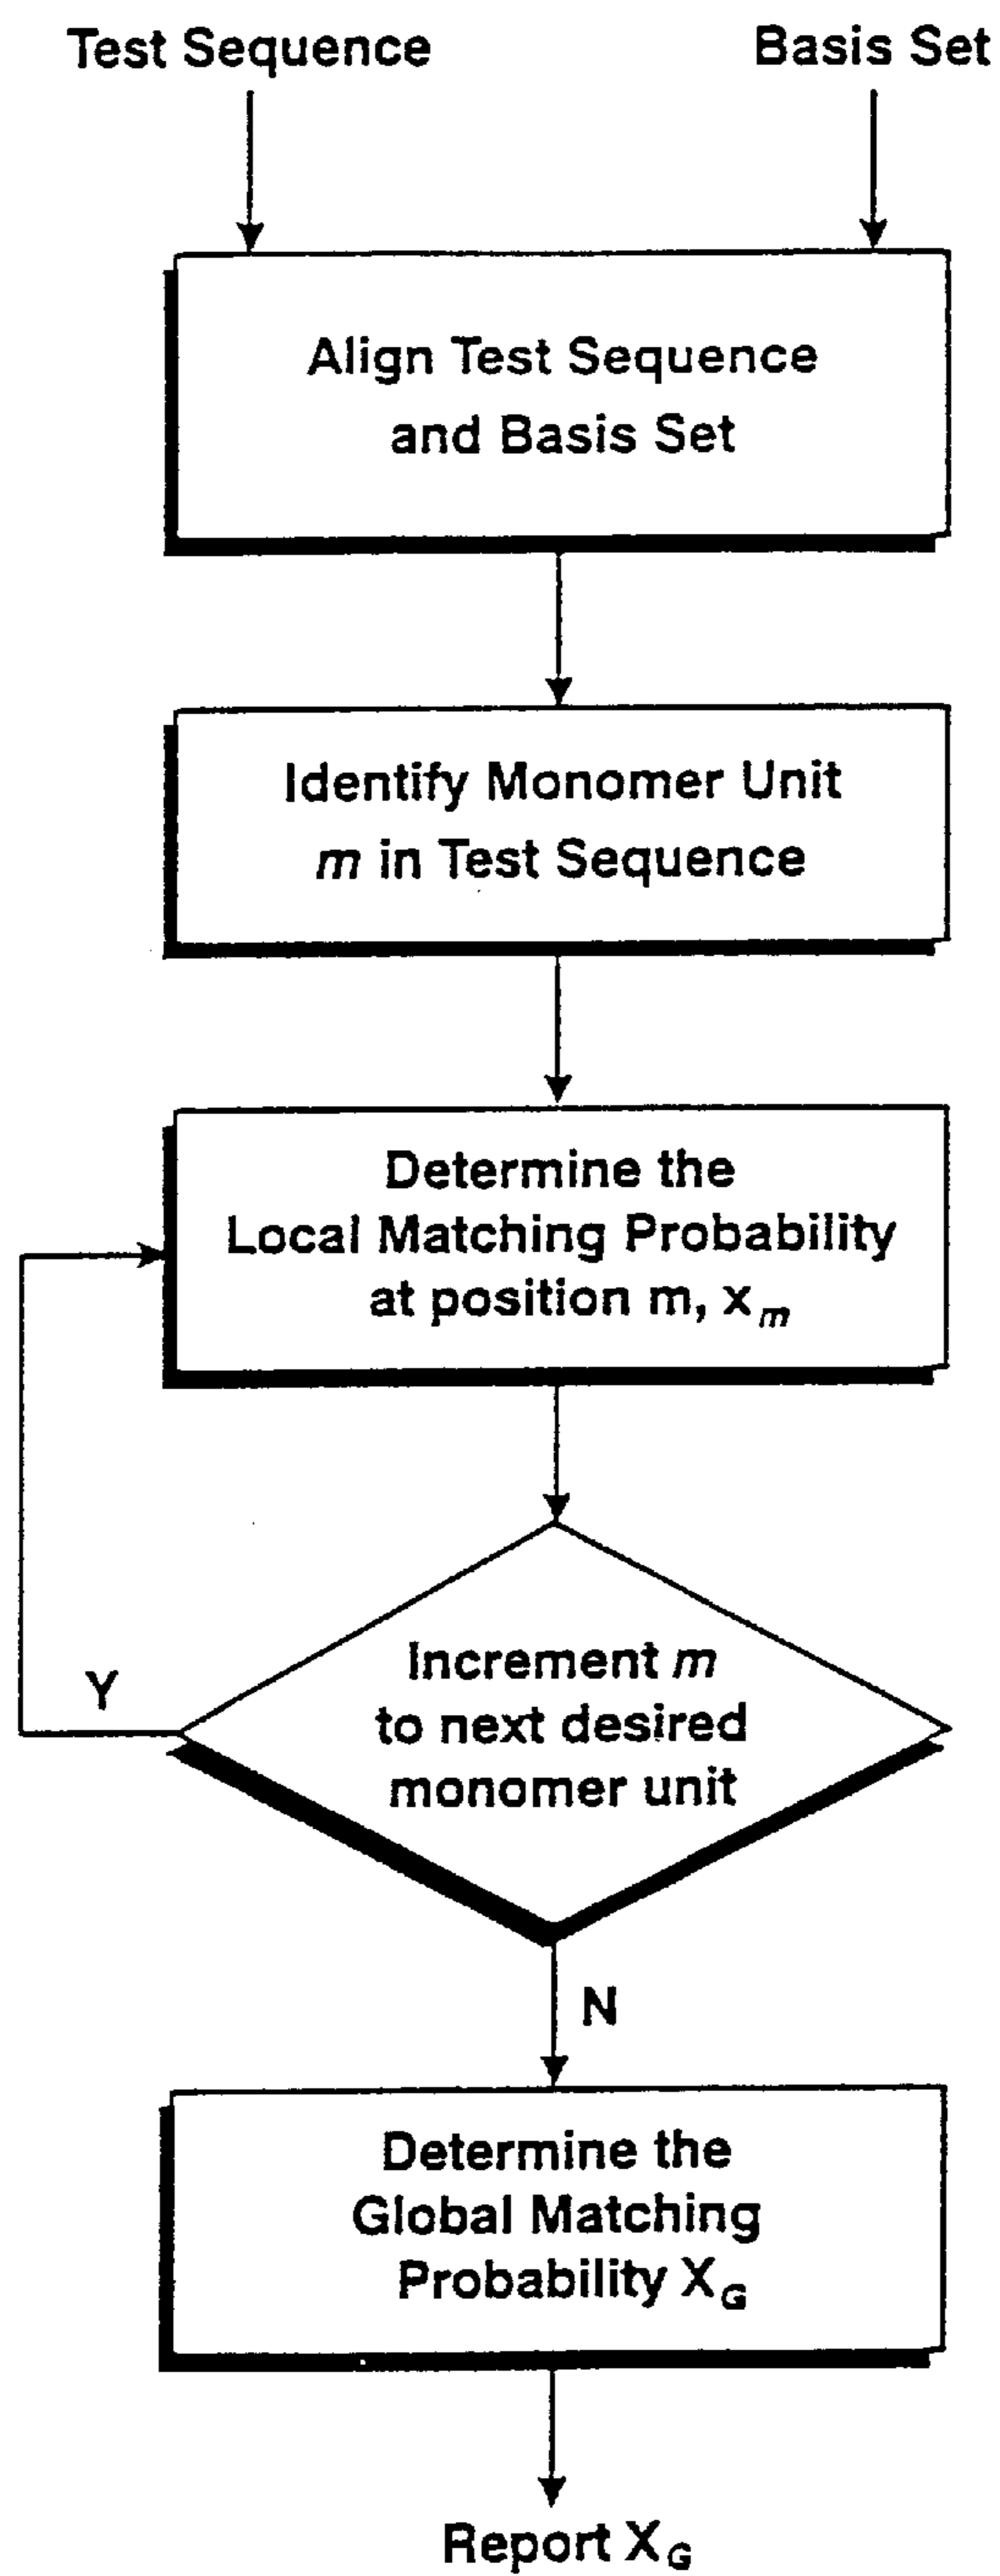 Test Sequence
Basis Set
Align Test Sequence
and Basis Set
Identify Monomer Unit
m in Test Sequence
Determine the
Local Matching Probability
at position m, xm
Increment m
to next desired
monomer unit
Y
N
Determine the
Global Matching
Probability XG
Report XG